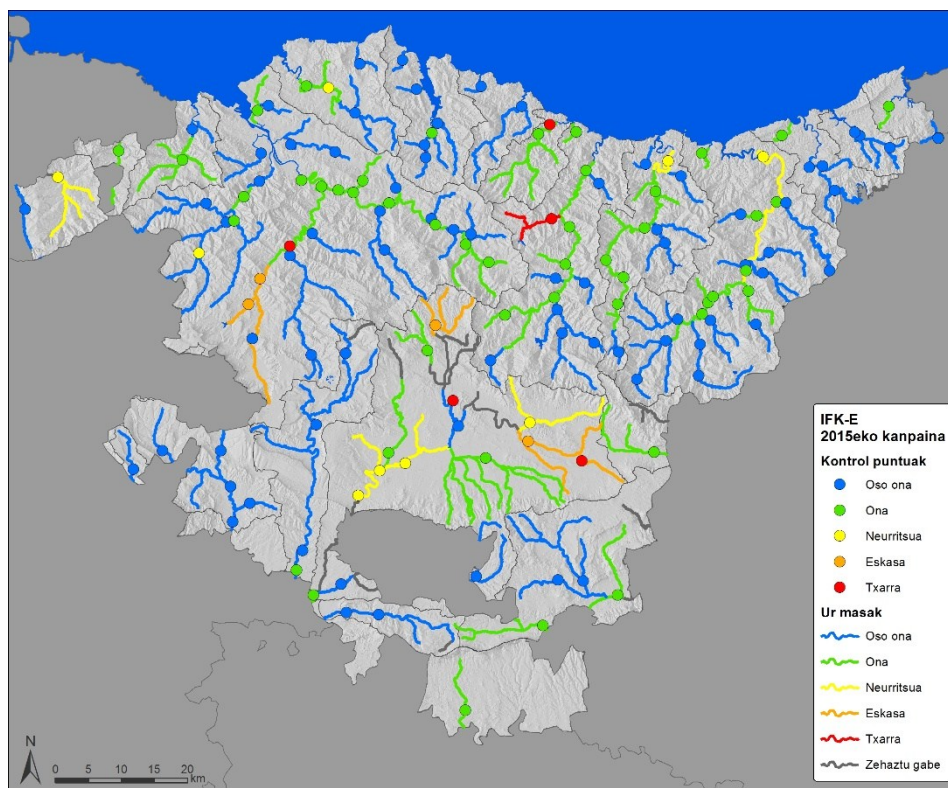 IFK-E
2015eko kanpaina
Kontrol puntuak
Oso ona
Ona
Neurritsua
Eskasa
Txarra
Ur masak
Oso ona
Ona
Neurritsua
Eskasa
Txarra
Zehaztu gabe
N
0 5 10 15 20
km